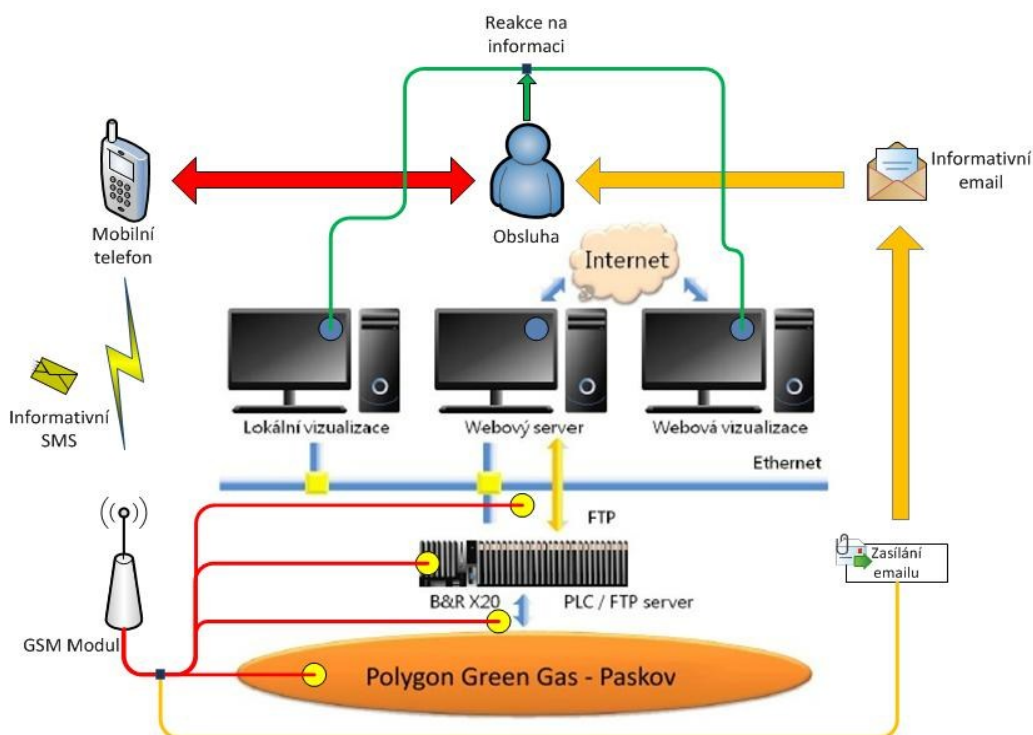 Reakce na
informaci
Mobilní
telefon
Obsluha
Informativní
email
Internet
Informativní
SMS
Lokální vizualizace
Webový server
Webová vizualizace
Ethernet
FTP
B&R X20
PLC / FTP server
Zasílání
emailu
GSM Modul
Polygon Green Gas - Paskov